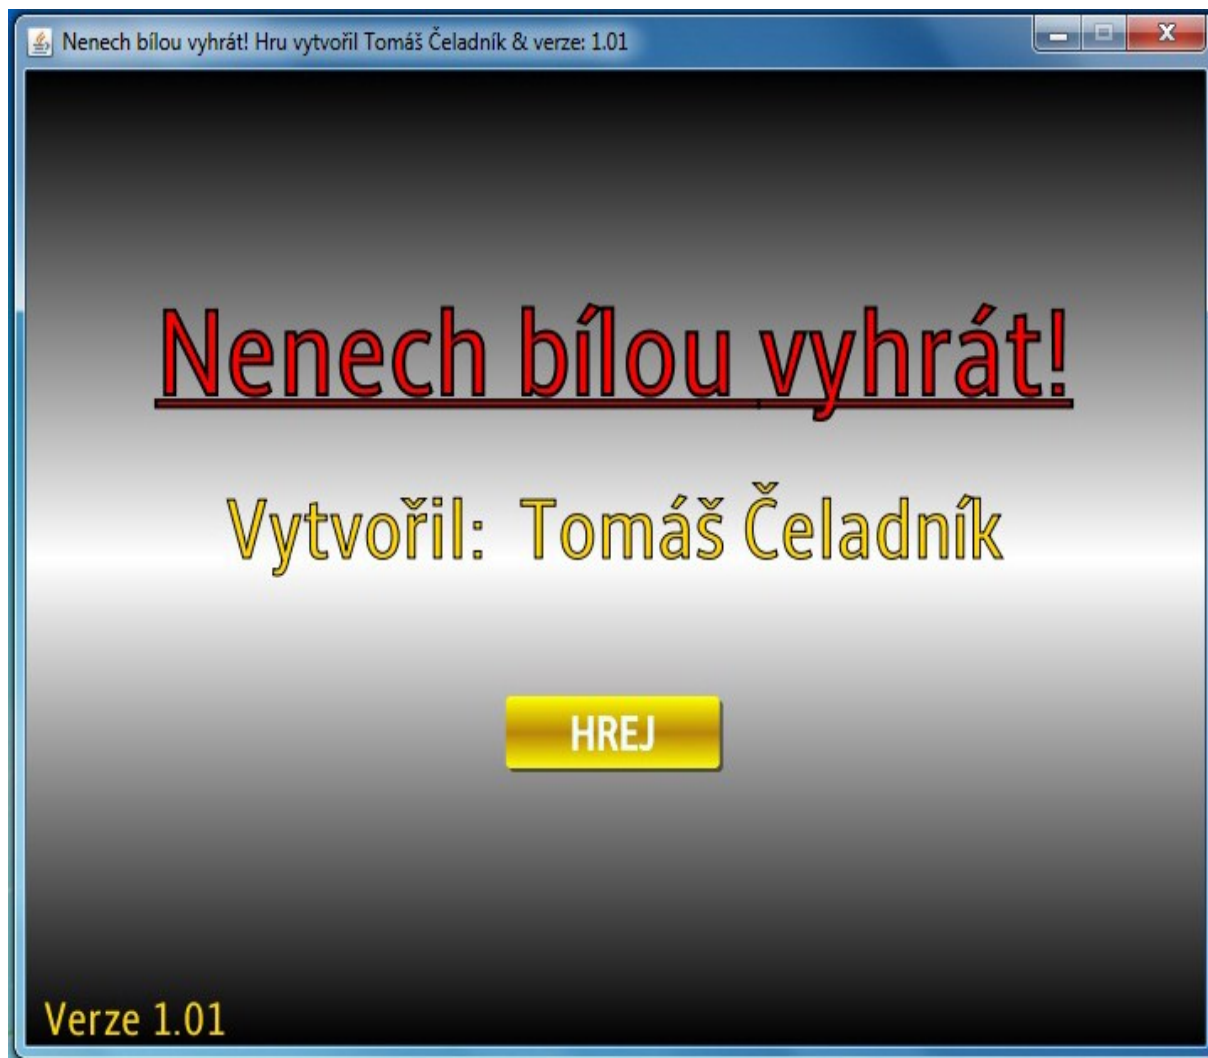 Nenech bílou vyhrát! Hru vytvořil Tomáš Čeladník & verze: 1.01
Nenech bílou vyhrát!
Vytvořil: Tomáš Čeladník
HREJ
Verze 1.01